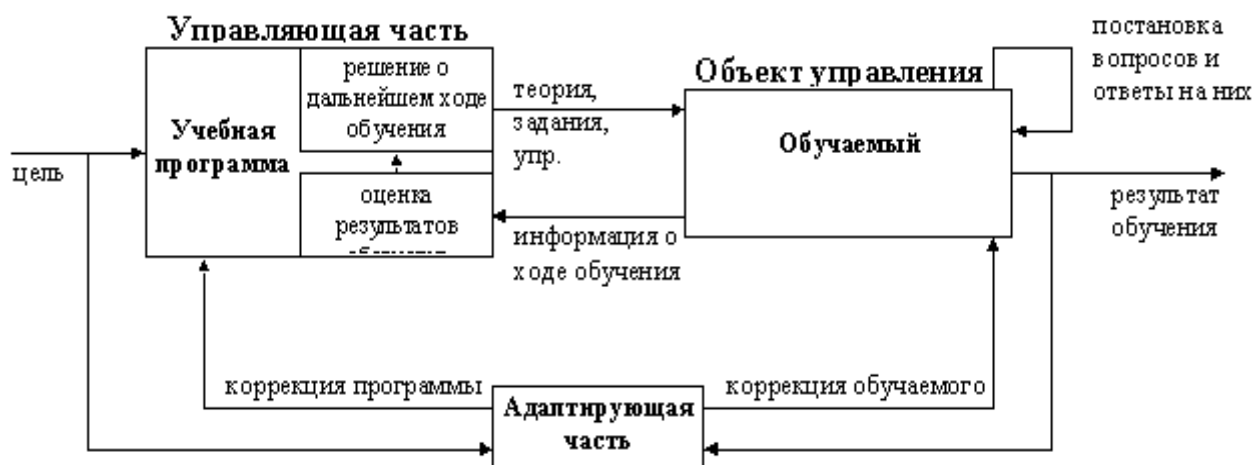 Управляющая часть
решение о
дальнейшем ходе
обучения
Учебная
программа
оценка
результатов
цель
теория,
задания,
упр.
информация о
ходе обучения
Объект управления
Обучаемый
постановка
вопросов и
ответы на них
результат
обучения
коррекция программы
коррекция обучаемого
Адаптирующая
часть